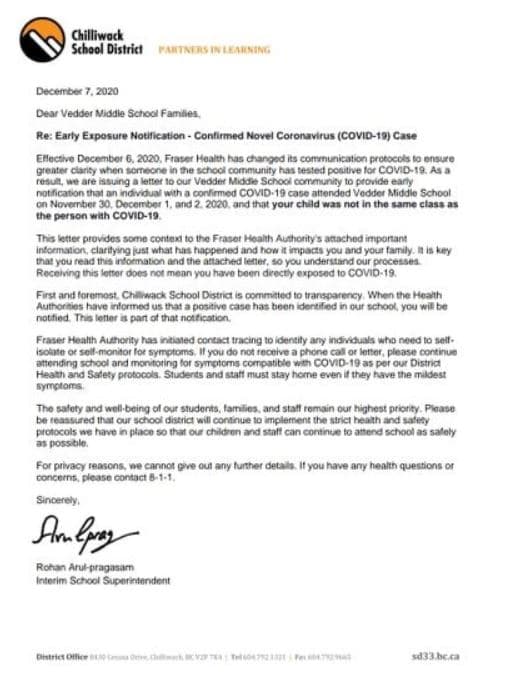 Chilliwack
School District PARTNERS IN LEARNING
December 7, 2020
Dear Vedder Middle School Families,
Re: Early Exposure Notification - Confirmed Novel Coronavirus (COVID-19) Case
Effective December 6, 2020, Fraser Health has changed its communication protocols to ensure
greater clarity when someone in the school community has tested positive for COVID-19. As a
result, we are issuing a letter to our Vedder Middle School community to provide early
notification that an individual with a confirmed COVID-19 case attended Vedder Middle School
on November 30, December 1, and 2, 2020, and that your child was not in the same class as
the person with COVID-19.
This letter provides some context to the Fraser Health Authority's attached important
information, clarifying just what has happened and how it impacts you and your family. It is key
that you read this information and the attached letter, so you understand our processes.
Receiving this letter does not mean you have been directly exposed to COVID-19.
First and foremost, Chilliwack School District is committed to transparency. When the Health
Authorities have informed us that a positive case has been identified in our school, you will be
notified. This letter is part of that notification.
Fraser Health Authority has initiated contact tracing to identify any individuals who need to self-
isolate or self-monitor for symptoms. If you do not receive a phone call or letter, please continue
attending school and monitoring for symptoms compatible with COVID-19 as per our District
Health and Safety protocols. Students and staff must stay home even if they have the mildest
symptoms.
The safety and well-being of our students, families, and staff remain our highest priority. Please
be reassured that our school district will continue to implement the strict health and safety
protocols we have in place so that our children and staff can continue to attend school as safely
as possible.
For privacy reasons, we cannot give out any further details. If you have any health questions or
concerns, please contact 8-1-1.
Sincerely,
Rohan Arul-pragasam
Interim School Superintendent
District Office 8430 Cessna Drive, Chilliwack, BC V2P 7K4 | Tel 604.792.1321 | Fax 604.792.9665
sd33.bc.ca